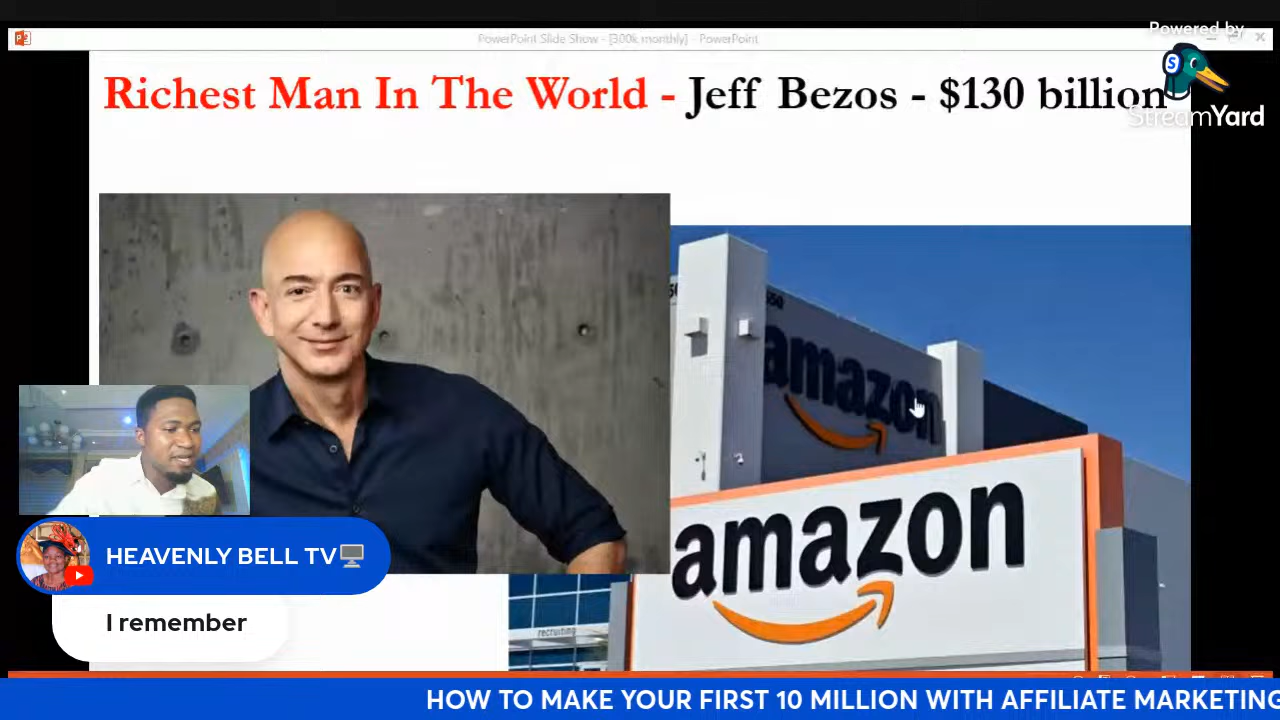 PowerPoint Slide Show - [300k monthly] - PowerPoint
Powered by
StreamYard
Richest Man In The World - Jeff Bezos - $130 billion
amazon
amazon
recruiting
HEAVENLY BELL TV🖥️
I remember
HOW TO MAKE YOUR FIRST 10 MILLION WITH AFFILIATE MARKETING